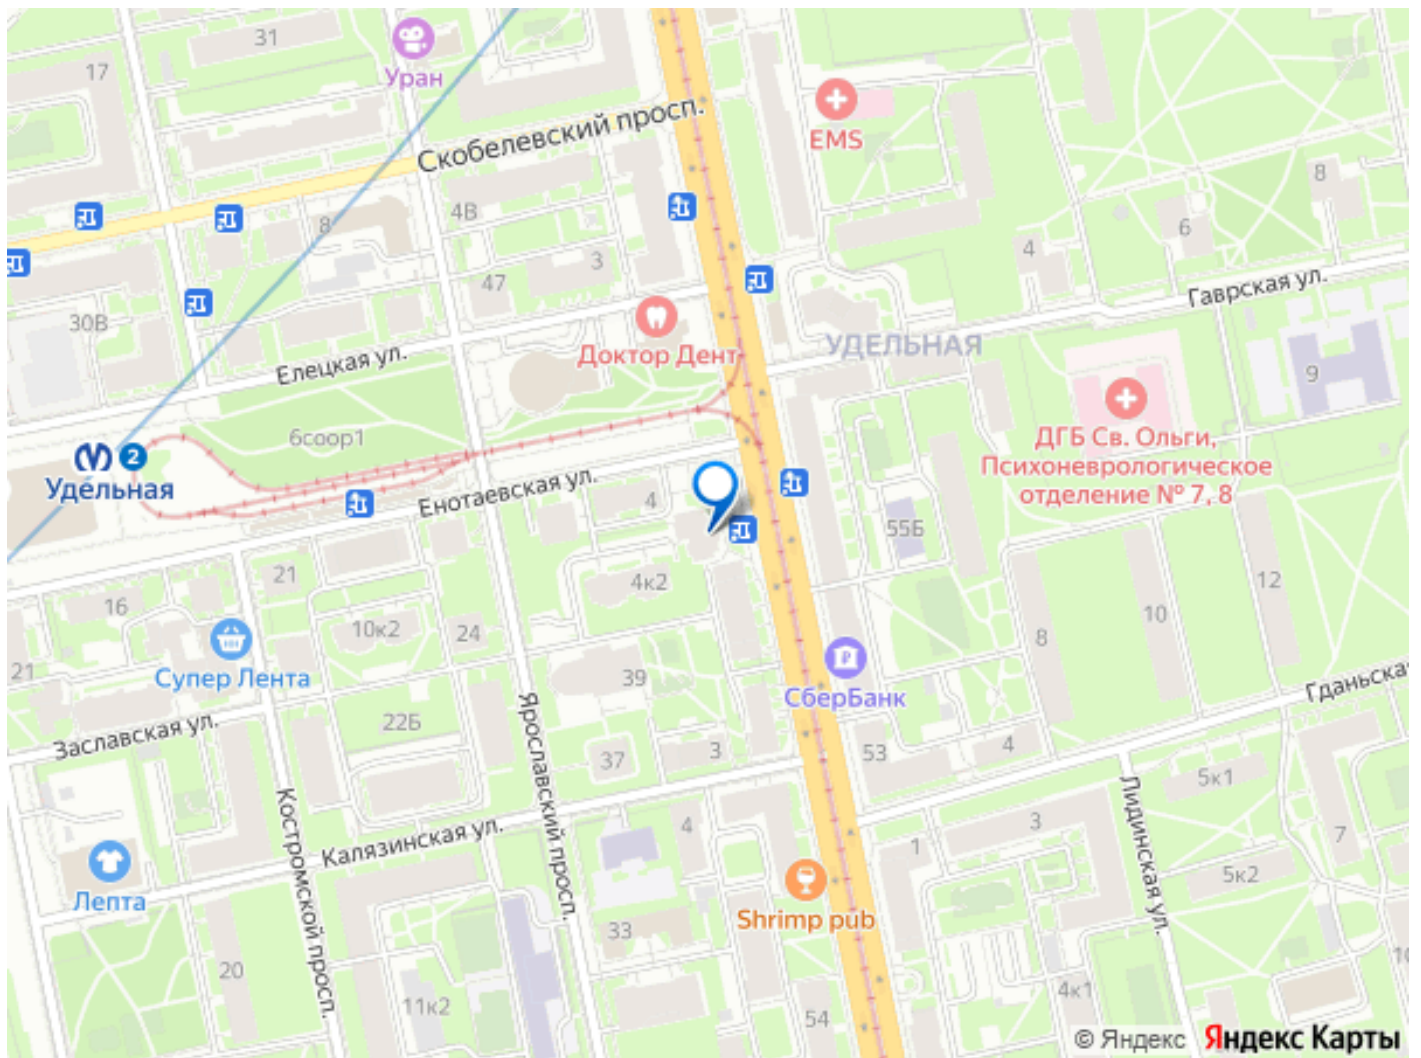 31
Уран
17
Скобелевский просп.
EMS
8
4В
8
6
4
3
47
Гаврская ул.
30В
Доктор Дент
УДЕЛЬНАЯ
Елецкая ул.
9
6соор1
2
Удельная
ДГБ Св. Ольги,
Психоневрологическое
отделение № 7, 8
Енотаевская ул.
4
55Б
21
4к2
12
16
10
10к2
24
8
Супер Лента
21
39
СберБанк
Гданьская
22Б
Заславская ул.
Ярославский просп.
3
53
4
37
5к1
Лидинская ул.
Костромской просп.
Калязинская ул.
4
3
1
7
5к2
Лепта
Shrimp pub
33
20
11к2
54
4к1
10
© Яндекс Яндекс Карты